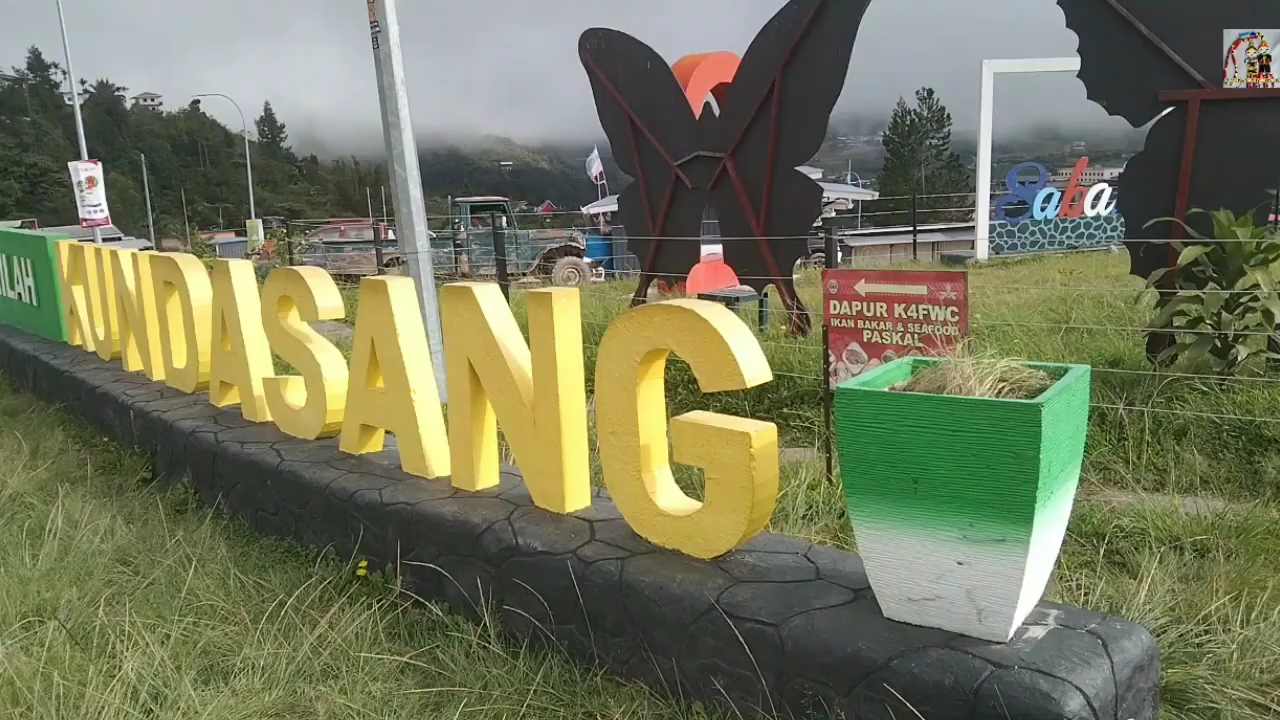 ILAH
KUNDASANG
Saba
DAPUR K4FWC
IKAN BAKAR & SEAFOOD
PASKAL